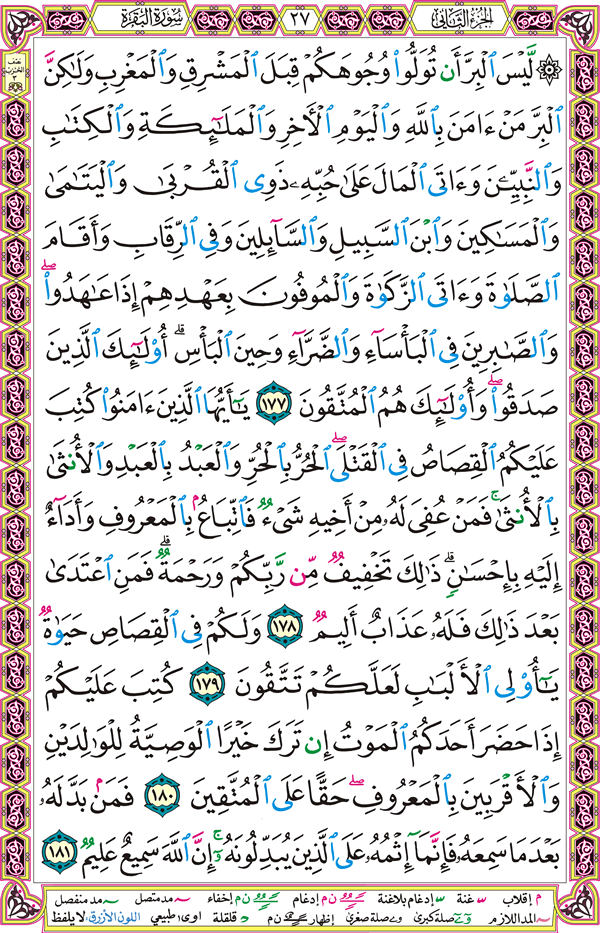 الجزء الثاني ٢٧ سورة البقرة
نصف الحزب ٣
۞ لَّيْسَ ٱلْبِرَّ أَن تُوَلُّوا۟ وُجُوهَكُمْ قِبَلَ ٱلْمَشْرِقِ وَٱلْمَغْرِبِ وَلَـٰكِنَّ
ٱلْبِرَّ مَنْ ءَامَنَ بِٱللَّهِ وَٱلْيَوْمِ ٱلْـَٔاخِرِ وَٱلْمَلَـٰٓئِكَةِ وَٱلْكِتَـٰبِ
وَٱلنَّبِيِّـۧنَ وَءَاتَى ٱلْمَالَ عَلَىٰ حُبِّهِۦ ذَوِى ٱلْقُرْبَىٰ وَٱلْيَتَـٰمَىٰ
وَٱلْمَسَـٰكِينَ وَٱبْنَ ٱلسَّبِيلِ وَٱلسَّآئِلِينَ وَفِى ٱلرِّقَابِ وَأَقَامَ
ٱلصَّلَوٰةَ وَءَاتَى ٱلزَّكَوٰةَ وَٱلْمُوفُونَ بِعَهْدِهِمْ إِذَا عَـٰهَدُوا۟ ۖ
وَٱلصَّـٰبِرِينَ فِى ٱلْبَأْسَآءِ وَٱلضَّرَّآءِ وَحِينَ ٱلْبَأْسِ ۗ أُو۟لَـٰٓئِكَ ٱلَّذِينَ
صَدَقُوا۟ ۖ وَأُو۟لَـٰٓئِكَ هُمُ ٱلْمُتَّقُونَ ١٧٧ يَـٰٓأَيُّهَا ٱلَّذِينَ ءَامَنُوا۟ كُتِبَ
عَلَيْكُمُ ٱلْقِصَاصُ فِى ٱلْقَتْلَى ۖ ٱلْحُرُّ بِٱلْحُرِّ وَٱلْعَبْدُ بِٱلْعَبْدِ وَٱلْأُنثَىٰ
بِٱلْأُنثَىٰ ۚ فَمَنْ عُفِىَ لَهُۥ مِنْ أَخِيهِ شَىْءٌ فَٱتِّبَاعٌۢ بِٱلْمَعْرُوفِ وَأَدَآءٌ
إِلَيْهِ بِإِحْسَـٰنٍ ۗ ذَٰلِكَ تَخْفِيفٌ مِّن رَّبِّكُمْ وَرَحْمَةٌ ۗ فَمَنِ ٱعْتَدَىٰ
بَعْدَ ذَٰلِكَ فَلَهُۥ عَذَابٌ أَلِيمٌ ١٧٨ وَلَكُمْ فِى ٱلْقِصَاصِ حَيَوٰةٌ
يَـٰٓأُو۟لِى ٱلْأَلْبَـٰبِ لَعَلَّكُمْ تَتَّقُونَ ١٧٩ كُتِبَ عَلَيْكُمْ
إِذَا حَضَرَ أَحَدَكُمُ ٱلْمَوْتُ إِن تَرَكَ خَيْرًا ٱلْوَصِيَّةُ لِلْوَٰلِدَيْنِ
وَٱلْأَقْرَبِينَ بِٱلْمَعْرُوفِ ۖ حَقًّا عَلَى ٱلْمُتَّقِينَ ١٨٠ فَمَنۢ بَدَّلَهُۥ
بَعْدَ مَا سَمِعَهُۥ فَإِنَّمَآ إِثْمُهُۥ عَلَى ٱلَّذِينَ يُبَدِّلُونَهُۥٓ ۚ إِنَّ ٱللَّهَ سَمِيعٌ عَلِيمٌ ١٨١
م إقلاب س غنة س إدغام بلاغنة ن م إدغام ن م إخفاء مد متصل مد منفصل
المد اللازم صلة كبرى صلة صغرى إظهار ن م قلقلة اوى طبيعي اللون الأزرق: لا يلفظ